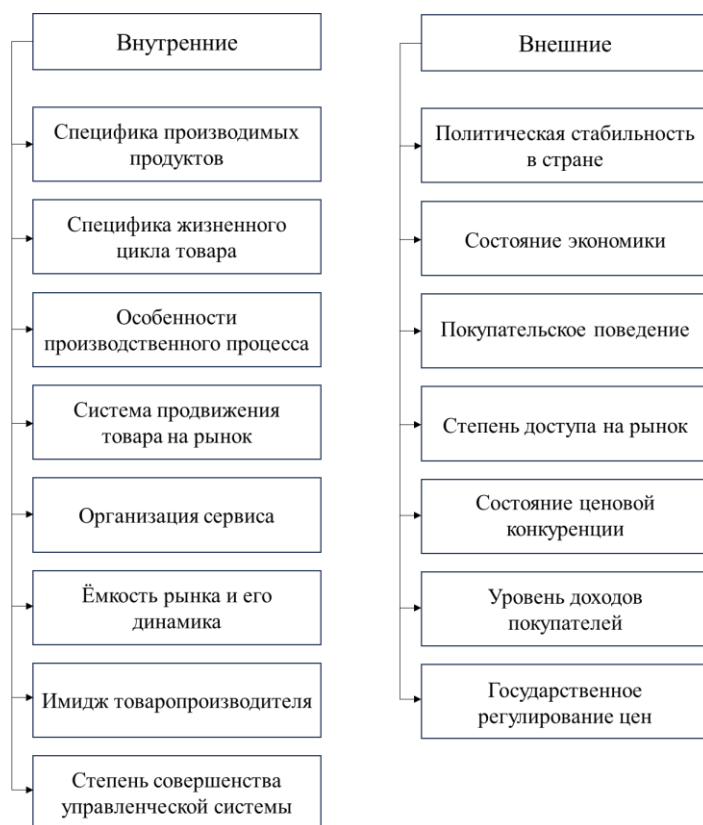 Внутренние
Специфика производимых
продуктов
Специфика жизненного
цикла товара
Особенности
производственного процесса
Система продвижения
товара на рынок
Организация сервиса
Ёмкость рынка и его
динамика
Имидж товаропроизводителя
Степень совершенства
управленческой системы
Внешние
Политическая стабильность
в стране
Состояние экономики
Покупательское поведение
Степень доступа на рынок
Состояние ценовой
конкуренции
Уровень доходов
покупателей
Государственное
регулирование цен